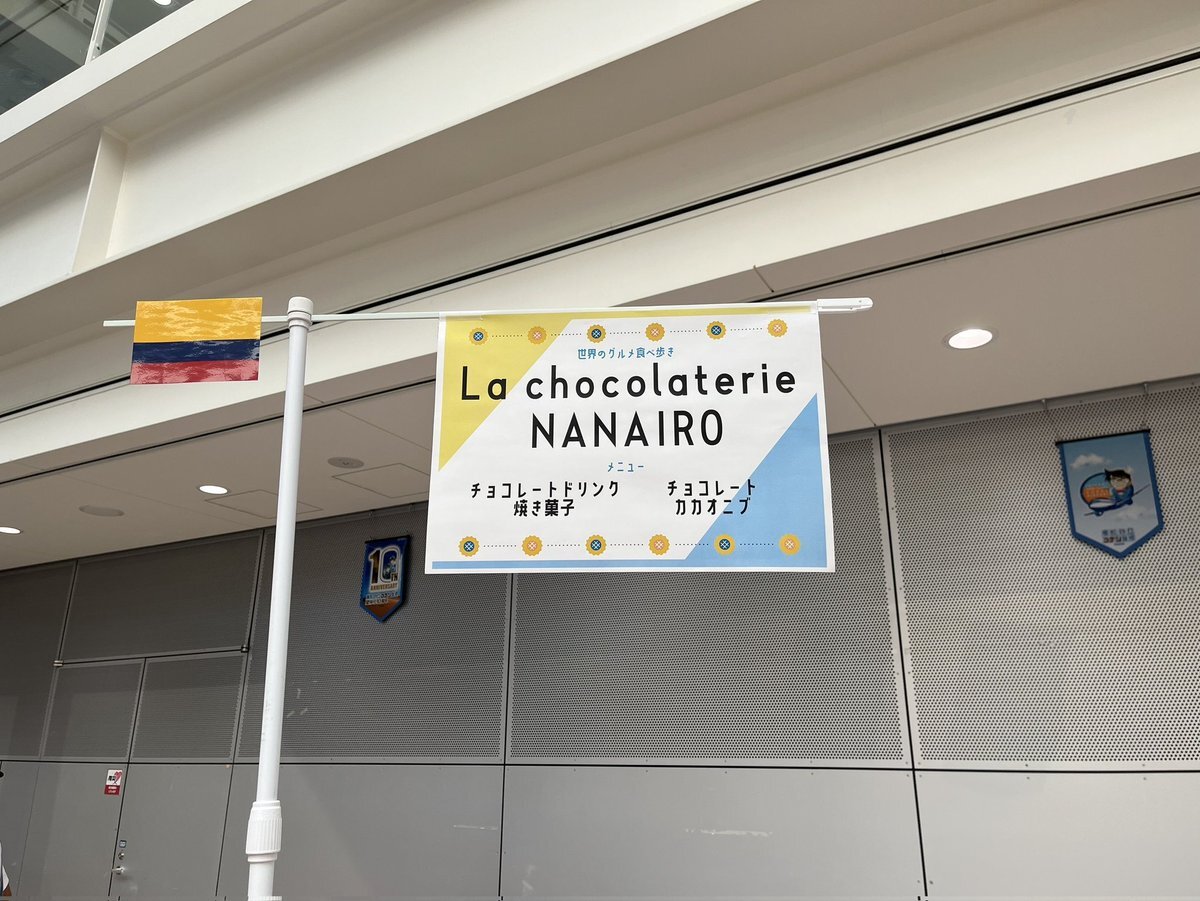 世界のグルメ食べ歩き
La chocolaterie
NANAIRO
メニュー
チョコレートドリンク
焼き菓子
チョコレート
カカオニブ
10TH
ANNIVERSARY